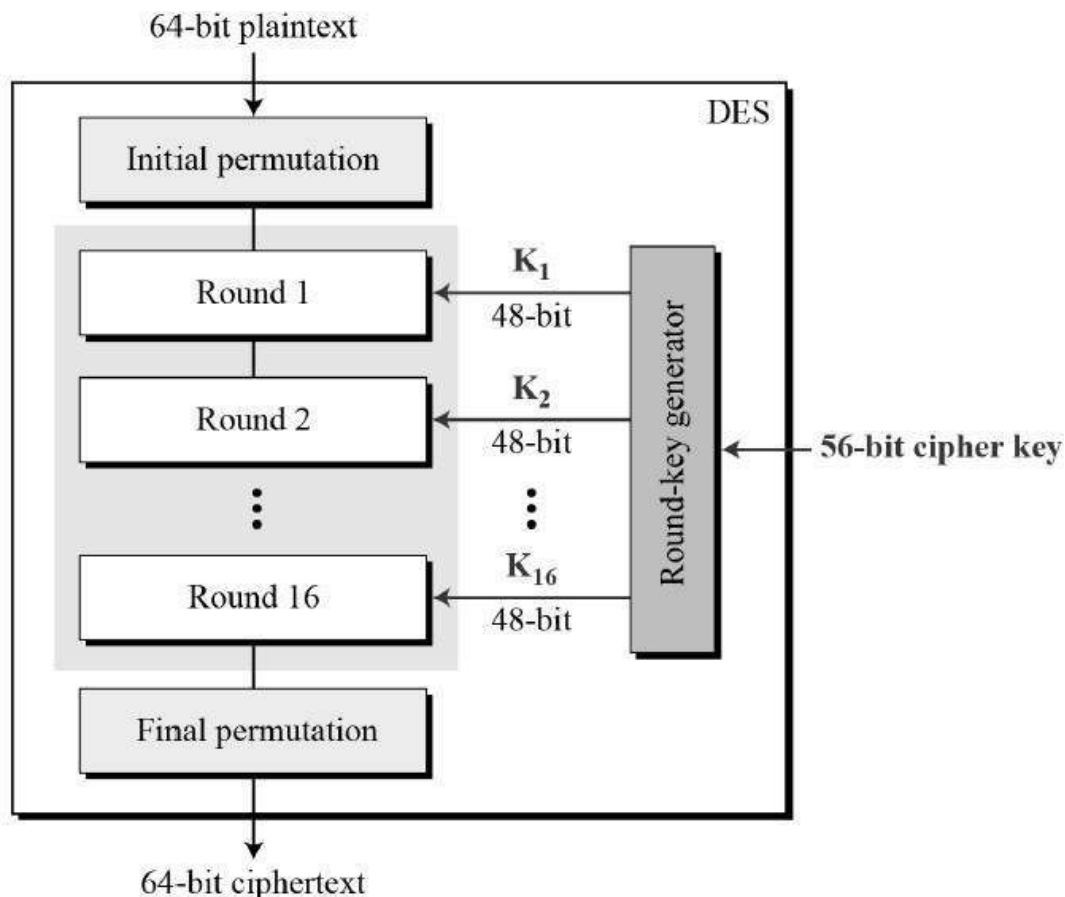 64-bit plaintext
DES
Initial permutation
Round 1
K1
48-bit
Round 2
K2
48-bit
Round-key generator
56-bit cipher key
Round 16
K16
48-bit
Final permutation
64-bit ciphertext